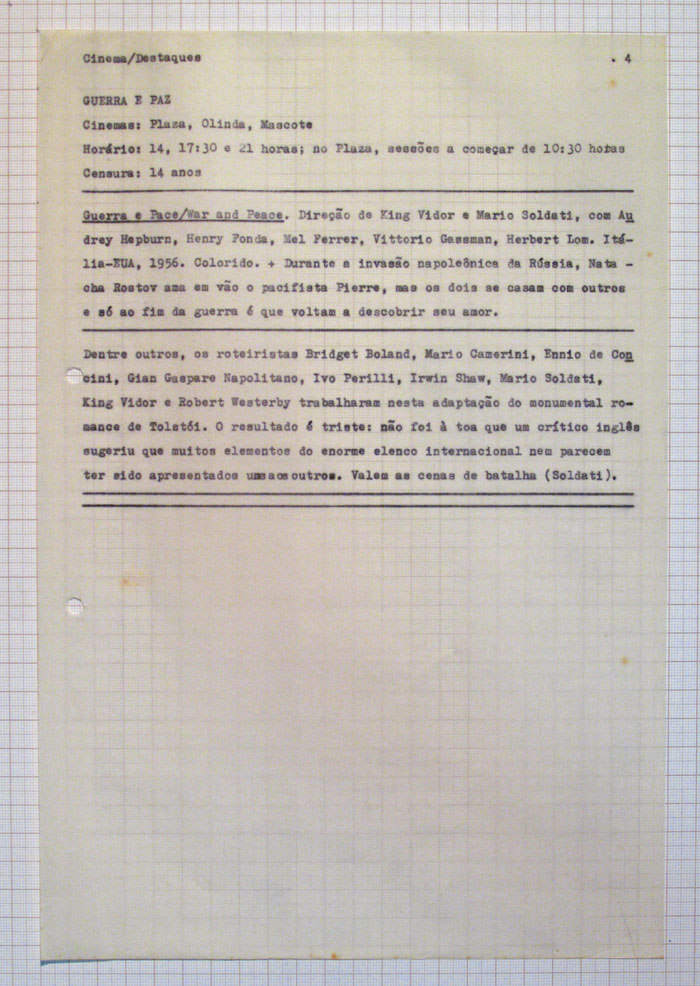 Cinema/Destaques . 4
GUERRA E PAZ
Cinemas: Plaza, Olinda, Mascote
Horário: 14, 17:30 e 21 horas; no Plaza, sessões a começar de 10:30 horas
Censura: 14 anos
Guerra e Pace/War and Peace. Direção de King Vidor e Mario Soldati, com Au
drey Hepburn, Henry Fonda, Mel Ferrer, Vittorio Gassman, Herbert Lom. Itá-
lia-EUA, 1956. Colorido. + Durante a invasão napoleônica da Rússia, Nata -
cha Rostov ama em vão o pacifista Pierre, mas os dois se casam com outros
e só ao fim da guerra é que voltam a descobrir seu amor.
Dentre outros, os roteiristas Bridget Boland, Mario Camerini, Ennio de Con
cini, Gian Gaspare Napolitano, Ivo Perilli, Irwin Shaw, Mario Soldati,
King Vidor e Robert Westerby trabalharam nesta adaptação do monumental ro-
mance de Tolstói. O resultado é triste: não foi à toa que um crítico inglês
sugeriu que muitos elementos do enorme elenco internacional nem parecem
ter sido apresentados uns aos outros. Valem as cenas de batalha (Soldati).